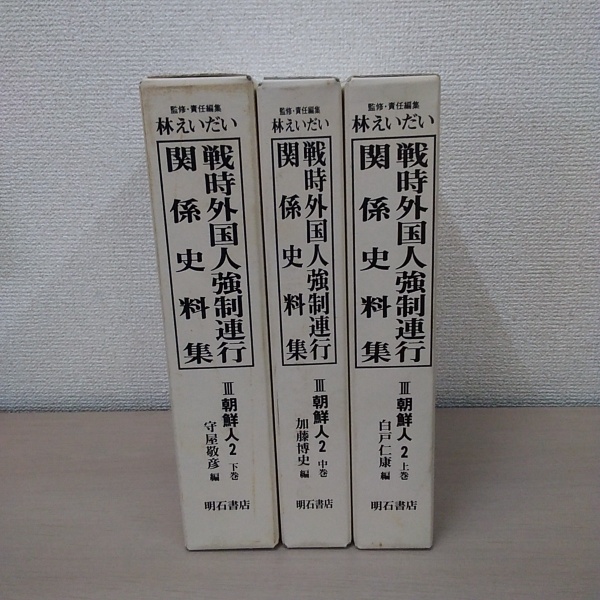 監修・責任編集
林えいだい
戦時外国人強制連行
関係史料集
Ⅲ 朝鮮人2 下巻
守屋敬彦 編
明石書店
監修・責任編集
林えいだい
戦時外国人強制連行
関係史料集
Ⅲ 朝鮮人2 中巻
加藤博史 編
明石書店
監修・責任編集
林えいだい
戦時外国人強制連行
関係史料集
Ⅲ 朝鮮人2 上巻
白戸仁康 編
明石書店